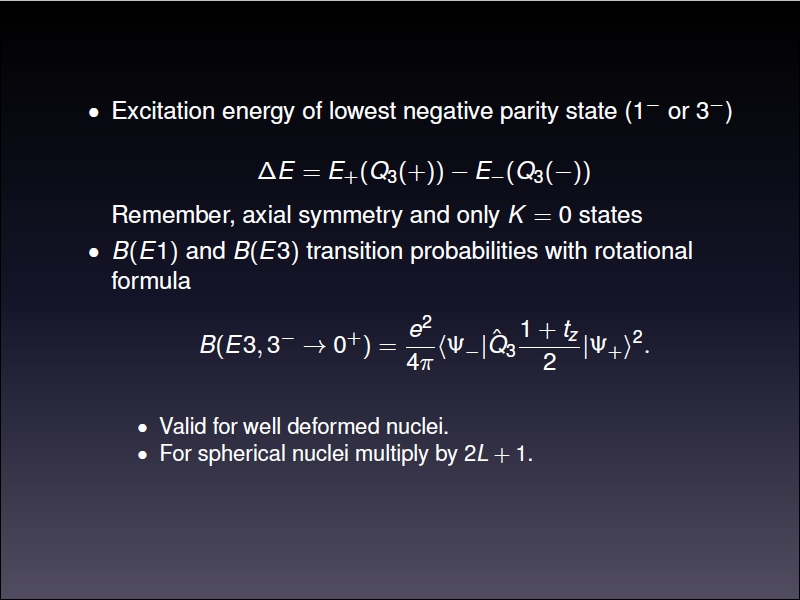 • Excitation energy of lowest negative parity state (1⁻ or 3⁻)
ΔE = E₊(Q₃(+)) − E₋(Q₃(−))
Remember, axial symmetry and only K = 0 states
• B(E1) and B(E3) transition probabilities with rotational
formula
B(E3, 3⁻ → 0⁺) = e²/4π ⟨Ψ₋|Q̂₃ (1 + t_z)/2 |Ψ₊⟩².
• Valid for well deformed nuclei.
• For spherical nuclei multiply by 2L + 1.